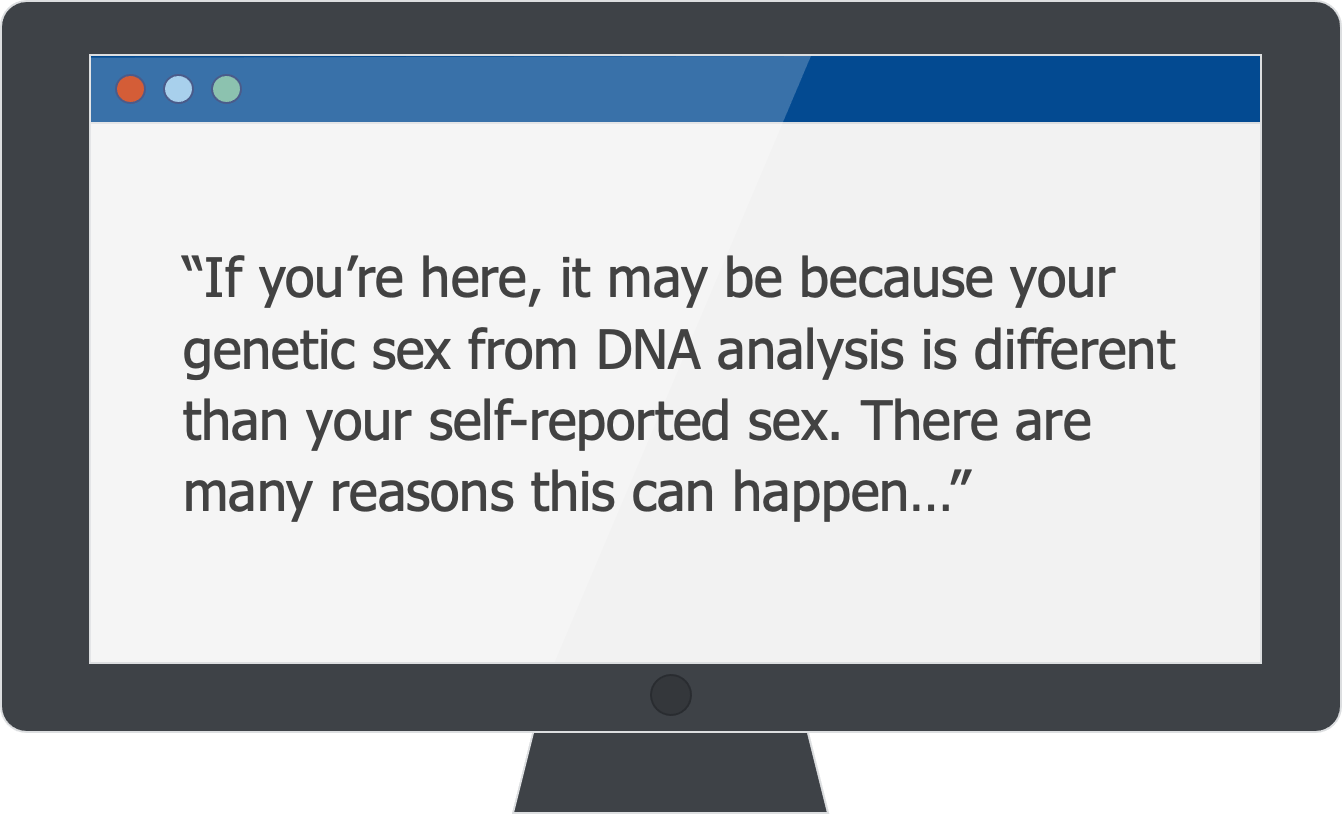 “If you’re here, it may be because your
genetic sex from DNA analysis is different
than your self-reported sex. There are
many reasons this can happen…”